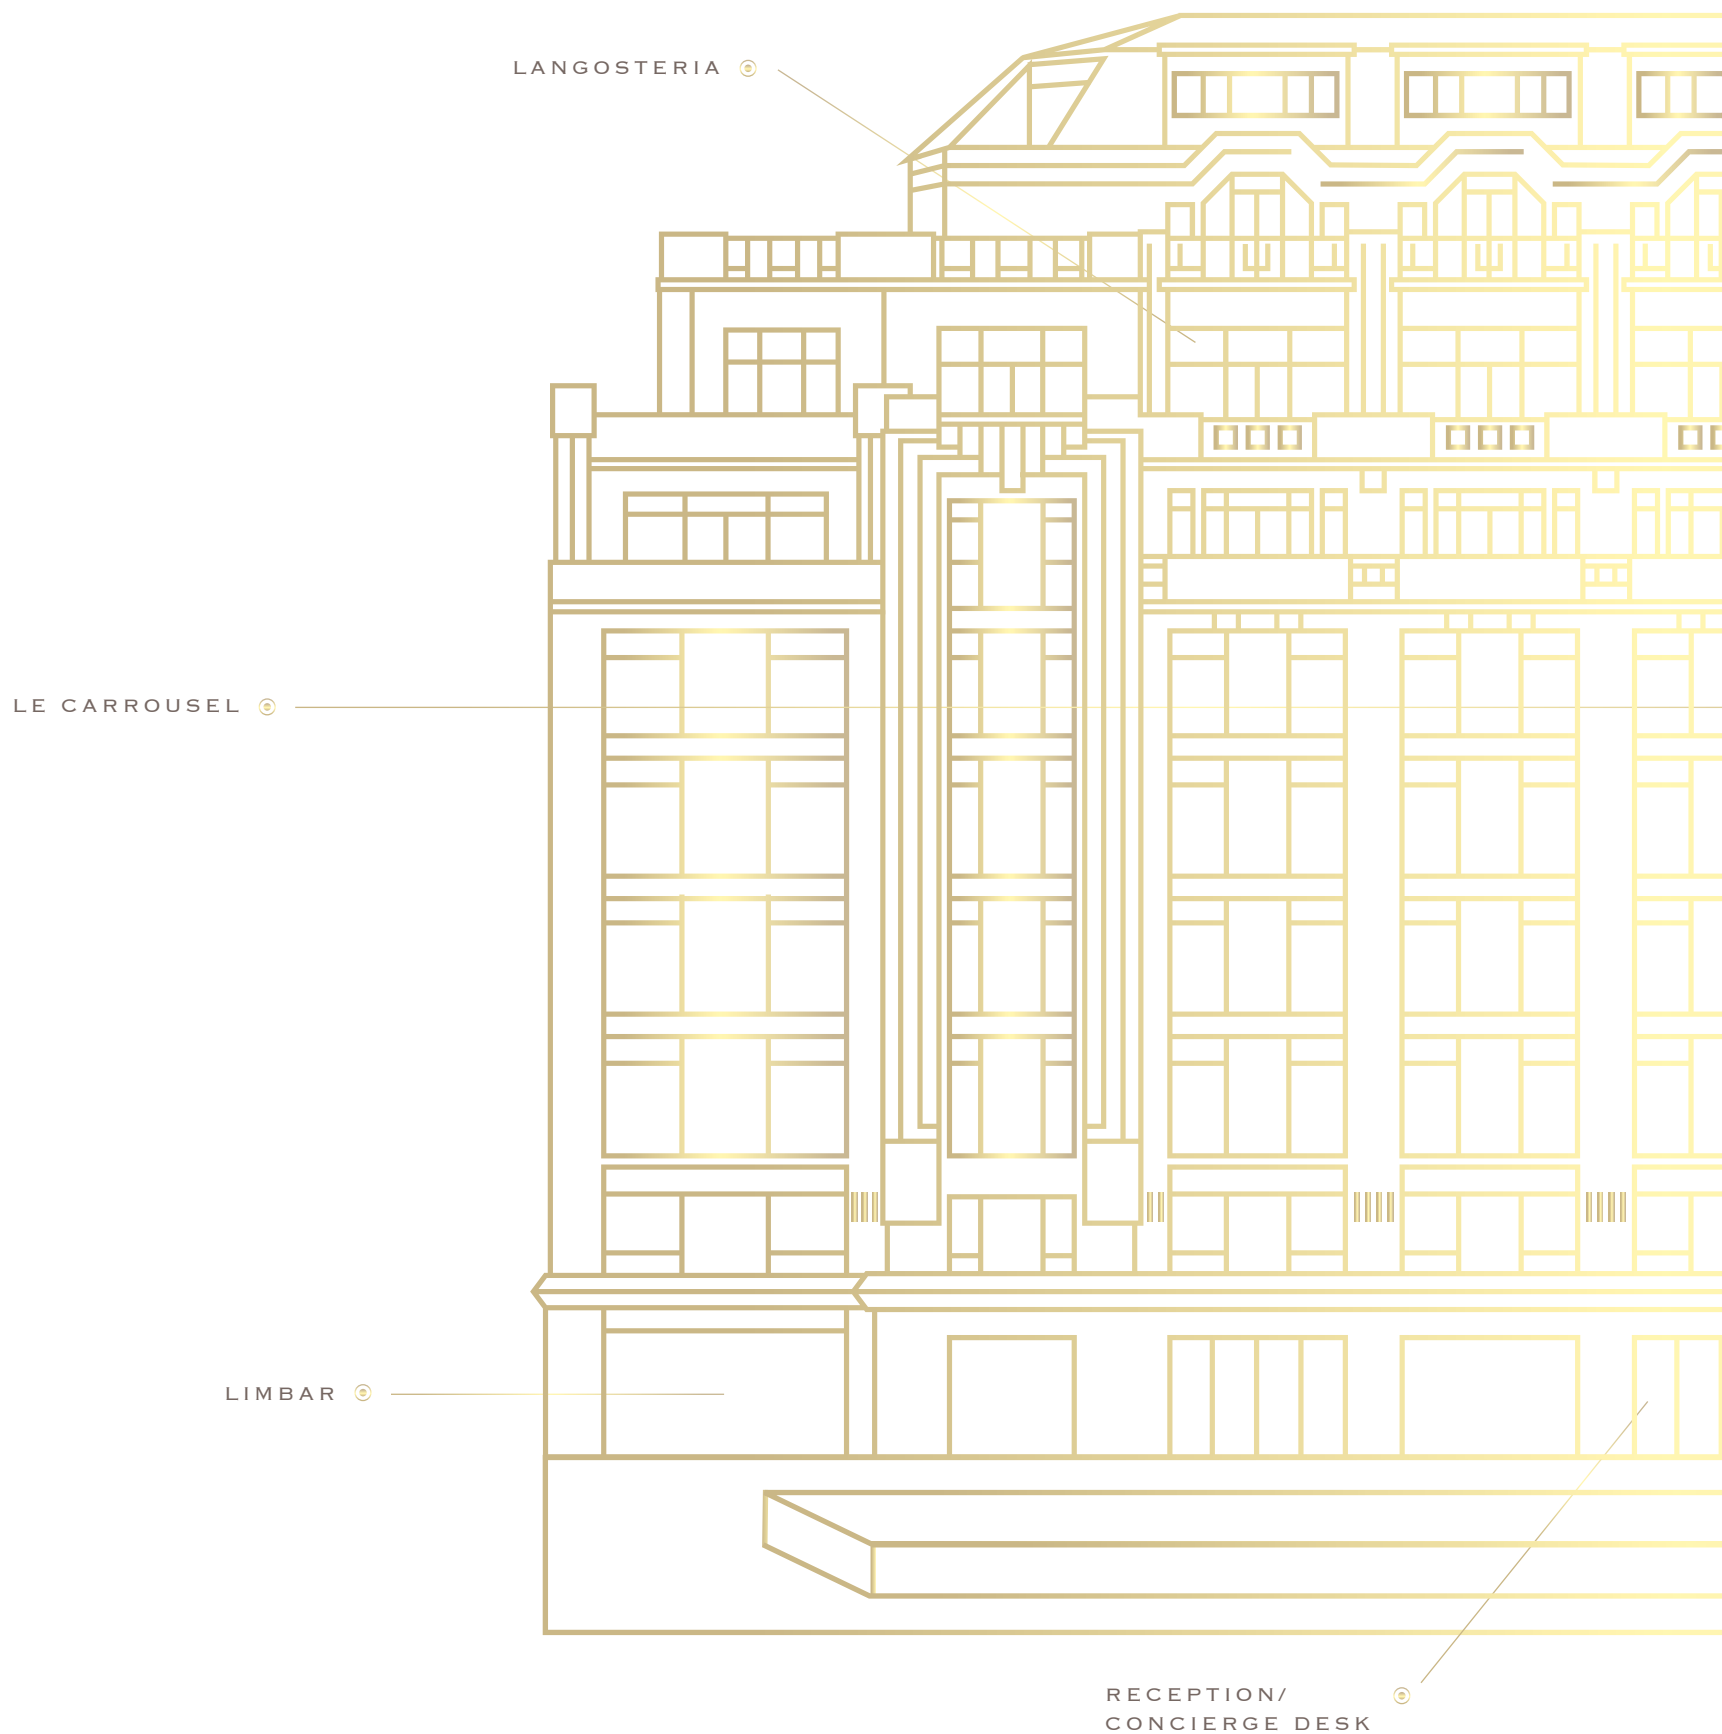 LANGOSTERIA
LE CARROUSEL
LIMBAR
RECEPTION/
CONCIERGE DESK